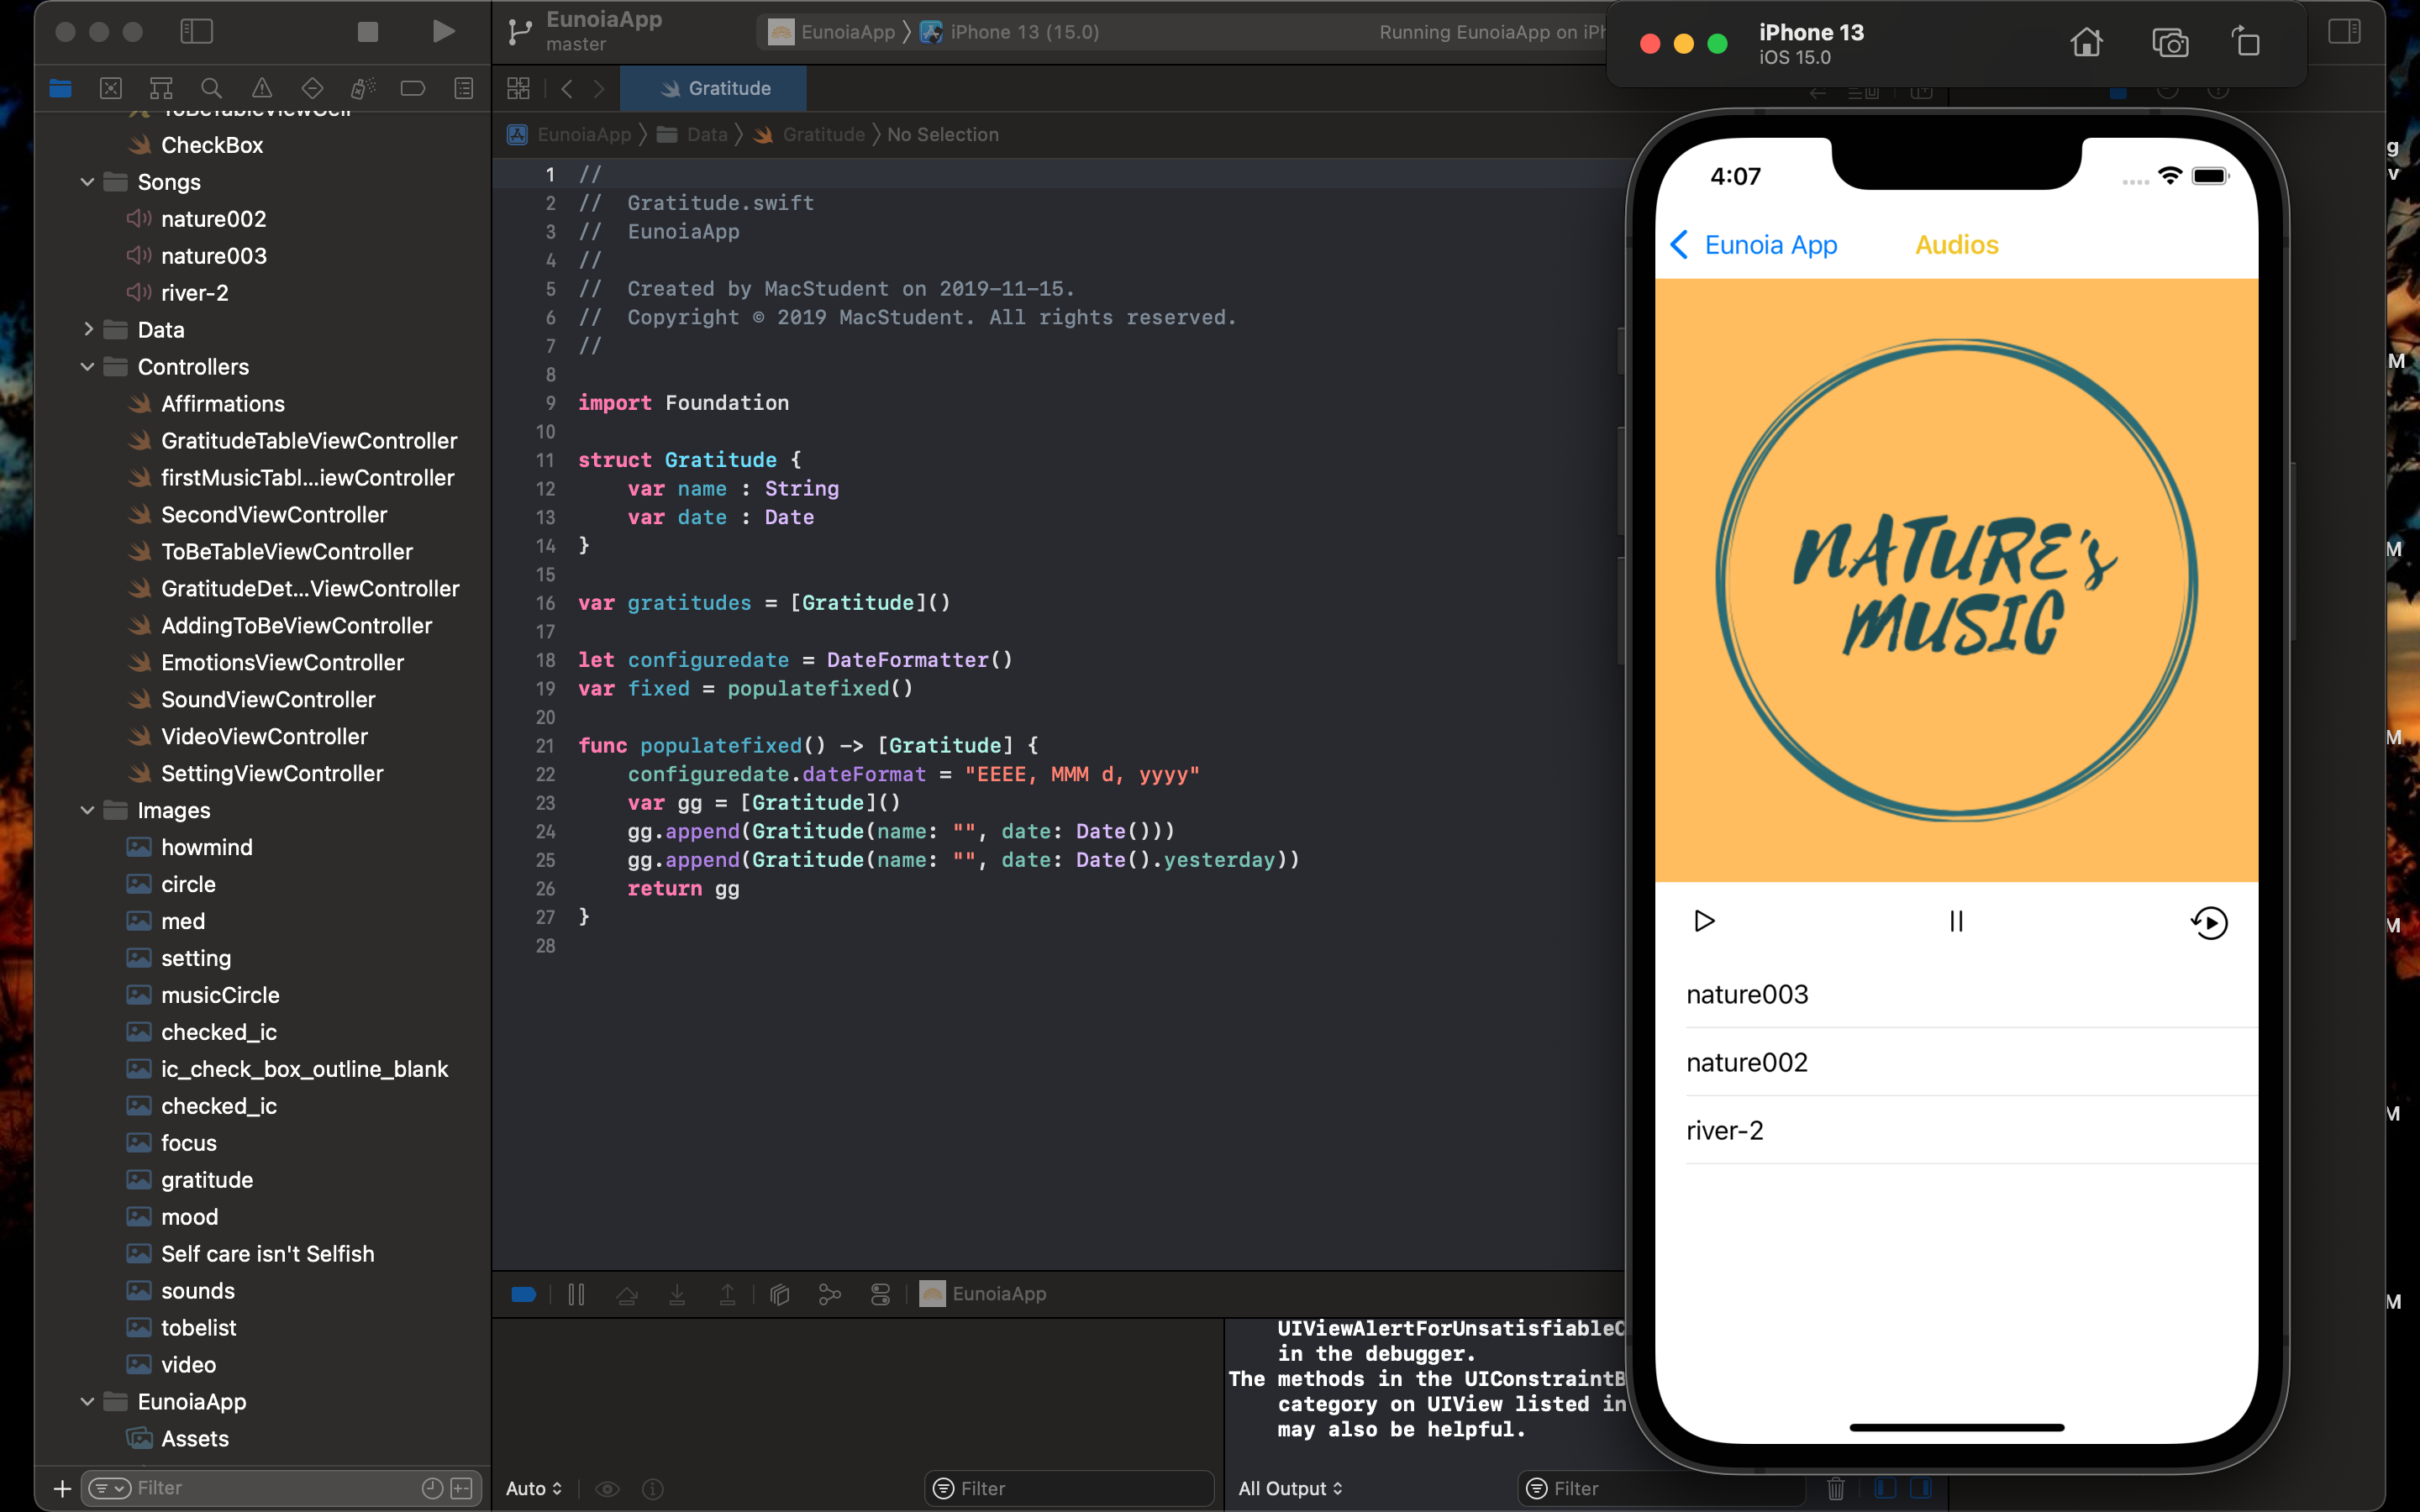 EunoiaApp
master
EunoiaApp
iPhone 13 (15.0)
Running EunoiaApp on
Gratitude
EunoiaApp
Data
Gratitude
No Selection
ToBeTableViewCell
CheckBox
Songs
nature002
nature003
river-2
Data
Controllers
Affirmations
GratitudeTableViewController
firstMusicTabl...iewController
SecondViewController
ToBeTableViewController
GratitudeDet...ViewController
AddingToBeViewController
EmotionsViewController
SoundViewController
VideoViewController
SettingViewController
Images
howmind
circle
med
setting
musicCircle
checked_ic
ic_check_box_outline_blank
checked_ic
focus
gratitude
mood
Self care isn't Selfish
sounds
tobelist
video
EunoiaApp
Assets
Filter
1 //
2 //  Gratitude.swift
3 //  EunoiaApp
4 //
5 //  Created by MacStudent on 2019-11-15.
6 //  Copyright © 2019 MacStudent. All rights reserved.
7 //
8
9 import Foundation
10
11 struct Gratitude {
12     var name : String
13     var date : Date
14 }
15
16 var gratitudes = [Gratitude]()
17
18 let configuredate = DateFormatter()
19 var fixed = populatefixed()
20
21 func populatefixed() -> [Gratitude] {
22     configuredate.dateFormat = "EEEE, MMM d, yyyy"
23     var gg = [Gratitude]()
24     gg.append(Gratitude(name: "", date: Date()))
25     gg.append(Gratitude(name: "", date: Date().yesterday))
26     return gg
27 }
28
EunoiaApp
UIViewAlertForUnsatisfiableC
in the debugger.
The methods in the UIConstraintB
category on UIView listed in
may also be helpful.
Auto
Filter
All Output
Filter
iPhone 13
iOS 15.0
4:07
Eunoia App
Audios
NATURE's
MUSIC
nature003
nature002
river-2
g
v
M
M
M
M
M
M